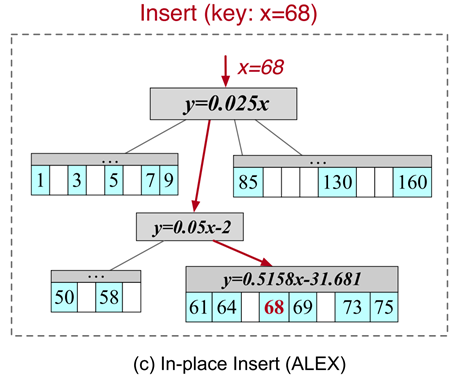 Insert (key: x=68)
x=68
y=0.025x
...
1 3 5 7 9
85 130 160
y=0.05x-2
...
50 58
y=0.5158x-31.681
61 64 68 69 73 75
(c) In-place Insert (ALEX)